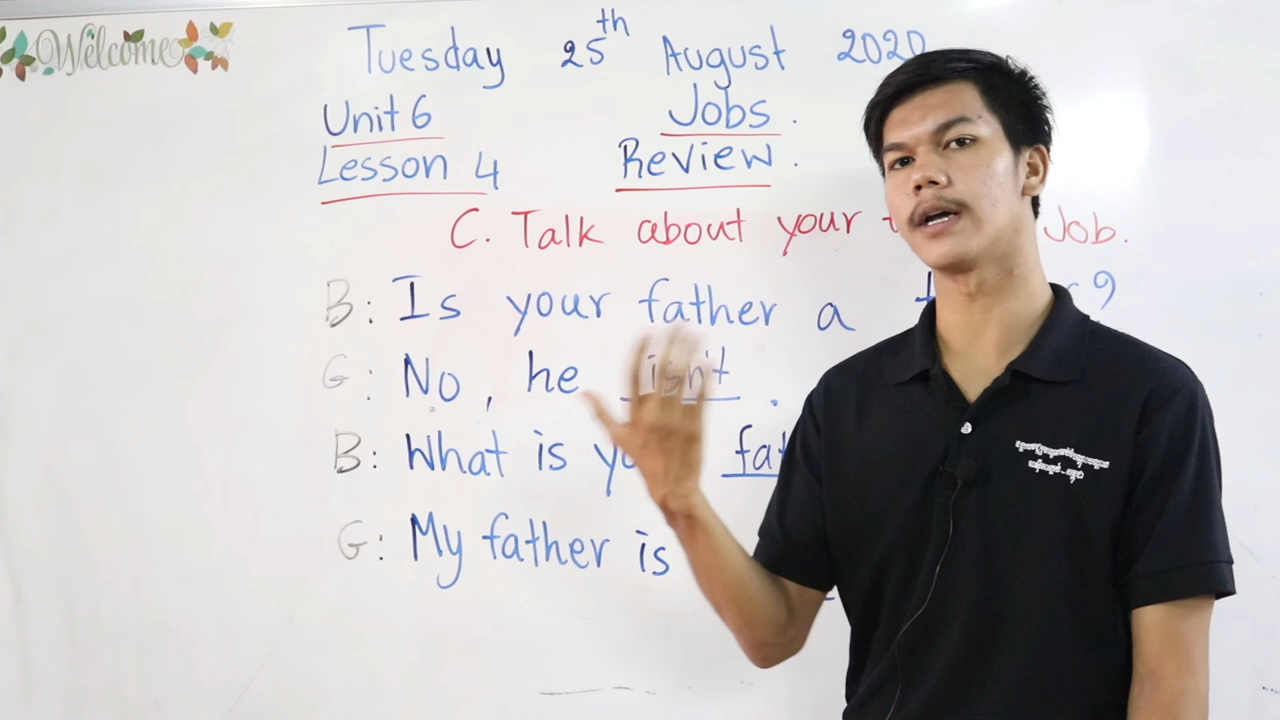 Welcome
Tuesday 25th August 2020
Unit 6 Jobs.
Lesson 4 Review.
C. Talk about your Job.
B: Is your father a ?
G: No, he isn't.
B: What is
G: My father is